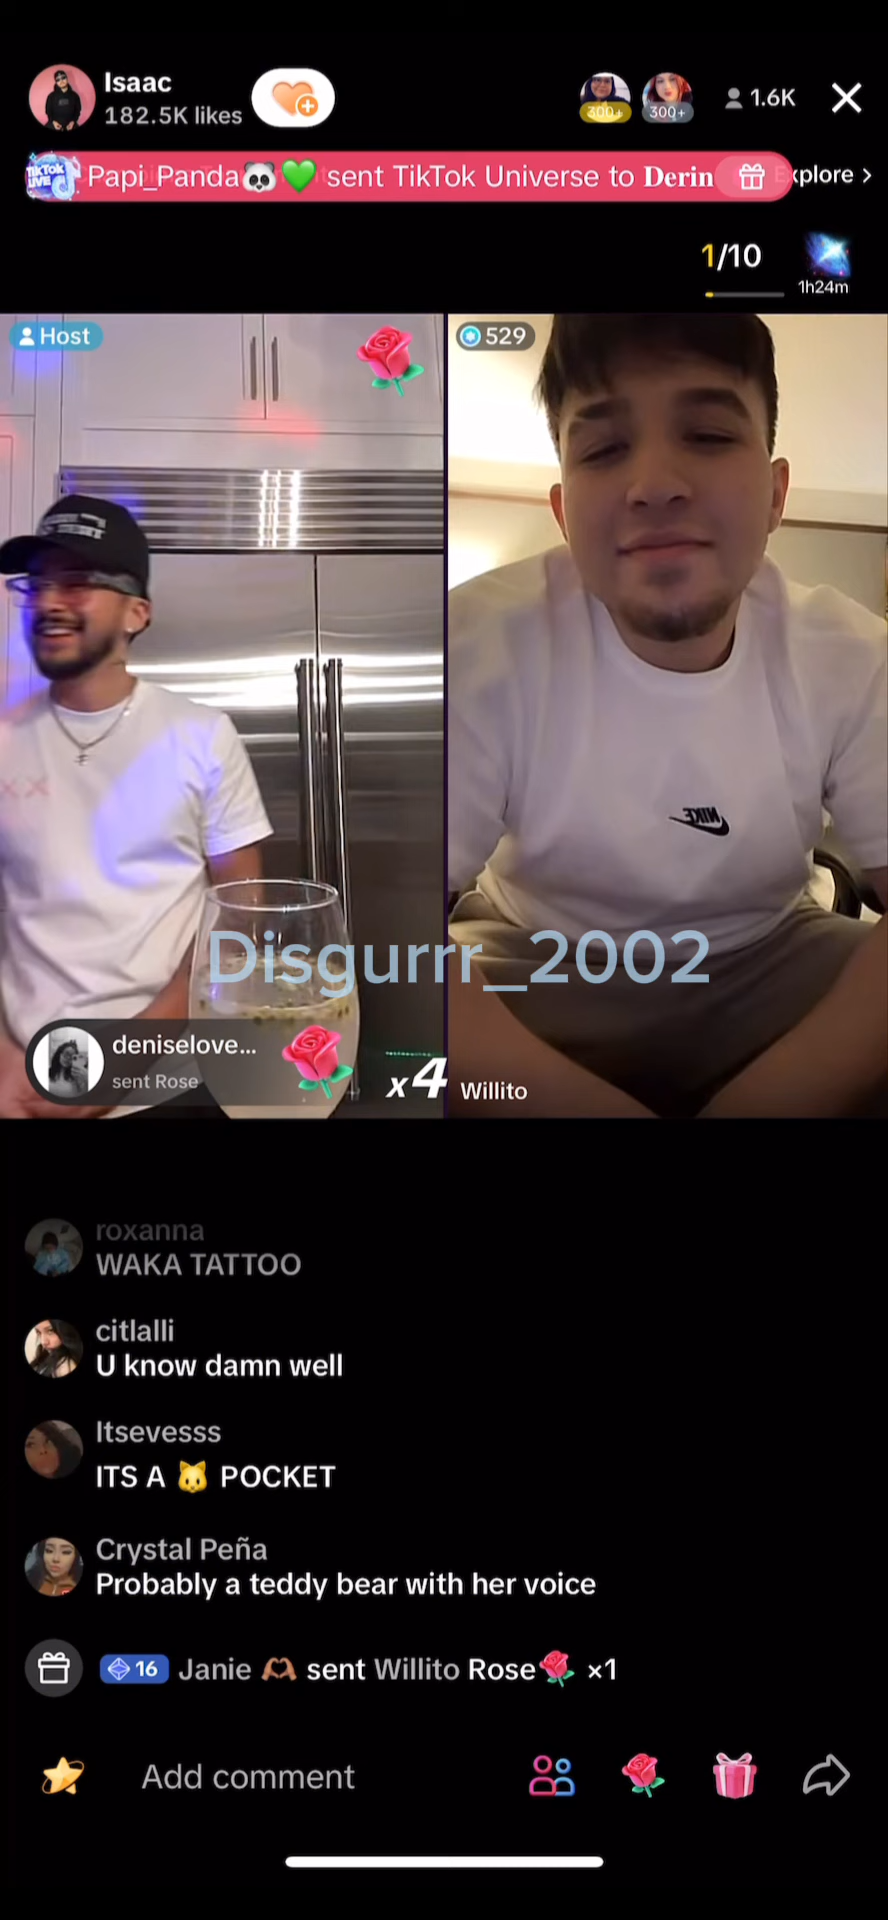 Isaac
182.5K likes
300+
300+
1.6K
Papi_Panda🐼💚 sent TikTok Universe to Derin
xplore >
TikTok LIVE
1/10
1h24m
Host
529
NIKE
Disgurrr_2002
deniselove...
sent Rose
x4
Willito
roxanna
WAKA TATTOO
citlalli
U know damn well
Itsevesss
ITS A 🐱 POCKET
Crystal Peña
Probably a teddy bear with her voice
16 Janie 🫶🏽 sent Willito Rose🌹 ×1
Add comment